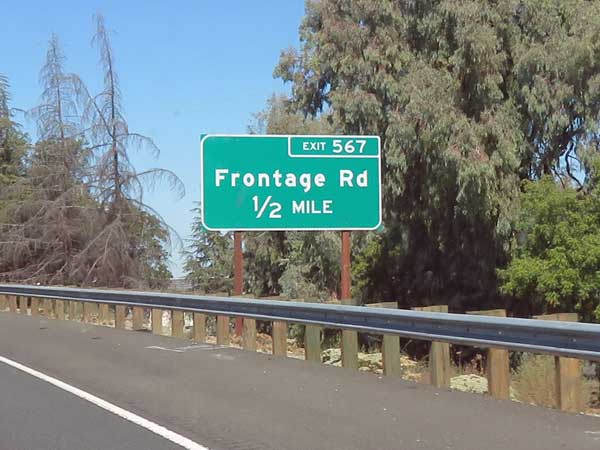 EXIT 567
Frontage Rd
1/2 MILE